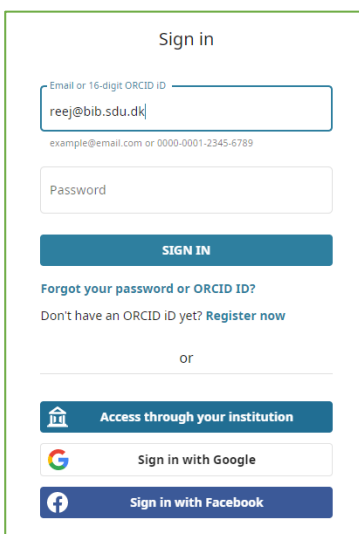 Sign in
Email or 16-digit ORCID iD
reej@bib.sdu.dk
example@email.com or 0000-0001-2345-6789
Password
SIGN IN
Forgot your password or ORCID ID?
Don't have an ORCID iD yet? Register now
or
Access through your institution
Sign in with Google
Sign in with Facebook